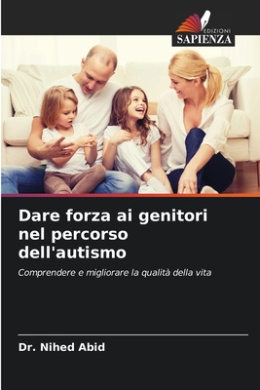 EDIZIONI
SAPIENZA
Dare forza ai genitori
nel percorso
dell'autismo
Comprendere e migliorare la qualità della vita
Dr. Nihed Abid